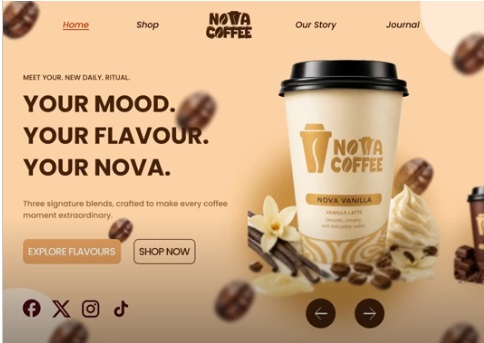 Home
Shop
NOVA
COFFEE
Our Story
Journal
MEET YOUR. NEW DAILY. RITUAL.
YOUR MOOD.
YOUR FLAVOUR.
YOUR NOVA.
Three signature blends, crafted to make every coffee
moment extraordinary.
EXPLORE FLAVOURS
SHOP NOW
NOVA
COFFEE
NOVA VANILLA
VANILLA LATTE
Smooth, creamy